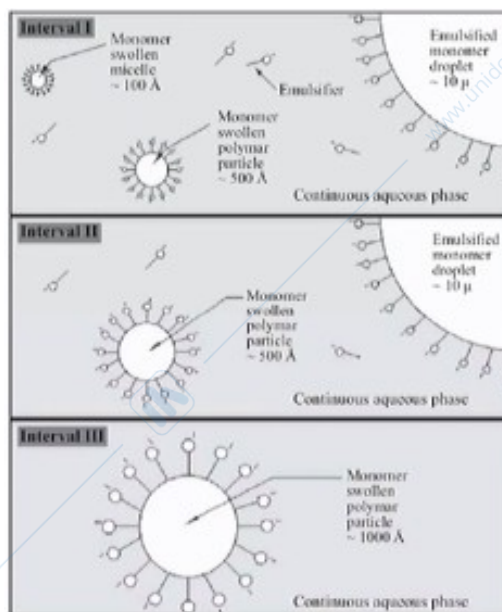 Interval I
Monomer
swollen
micelle
~ 100 Å
Emulsifier
Emulsified
monomer
droplet
~ 10 μ
Monomer
swollen
polymar
particle
~ 500 Å
Continuous aqueous phase
Interval II
Emulsified
monomer
droplet
~ 10 μ
Monomer
swollen
polymar
particle
~ 500 Å
Continuous aqueous phase
Interval III
Monomer
swollen
polymar
particle
~ 1000 Å
Continuous aqueous phase